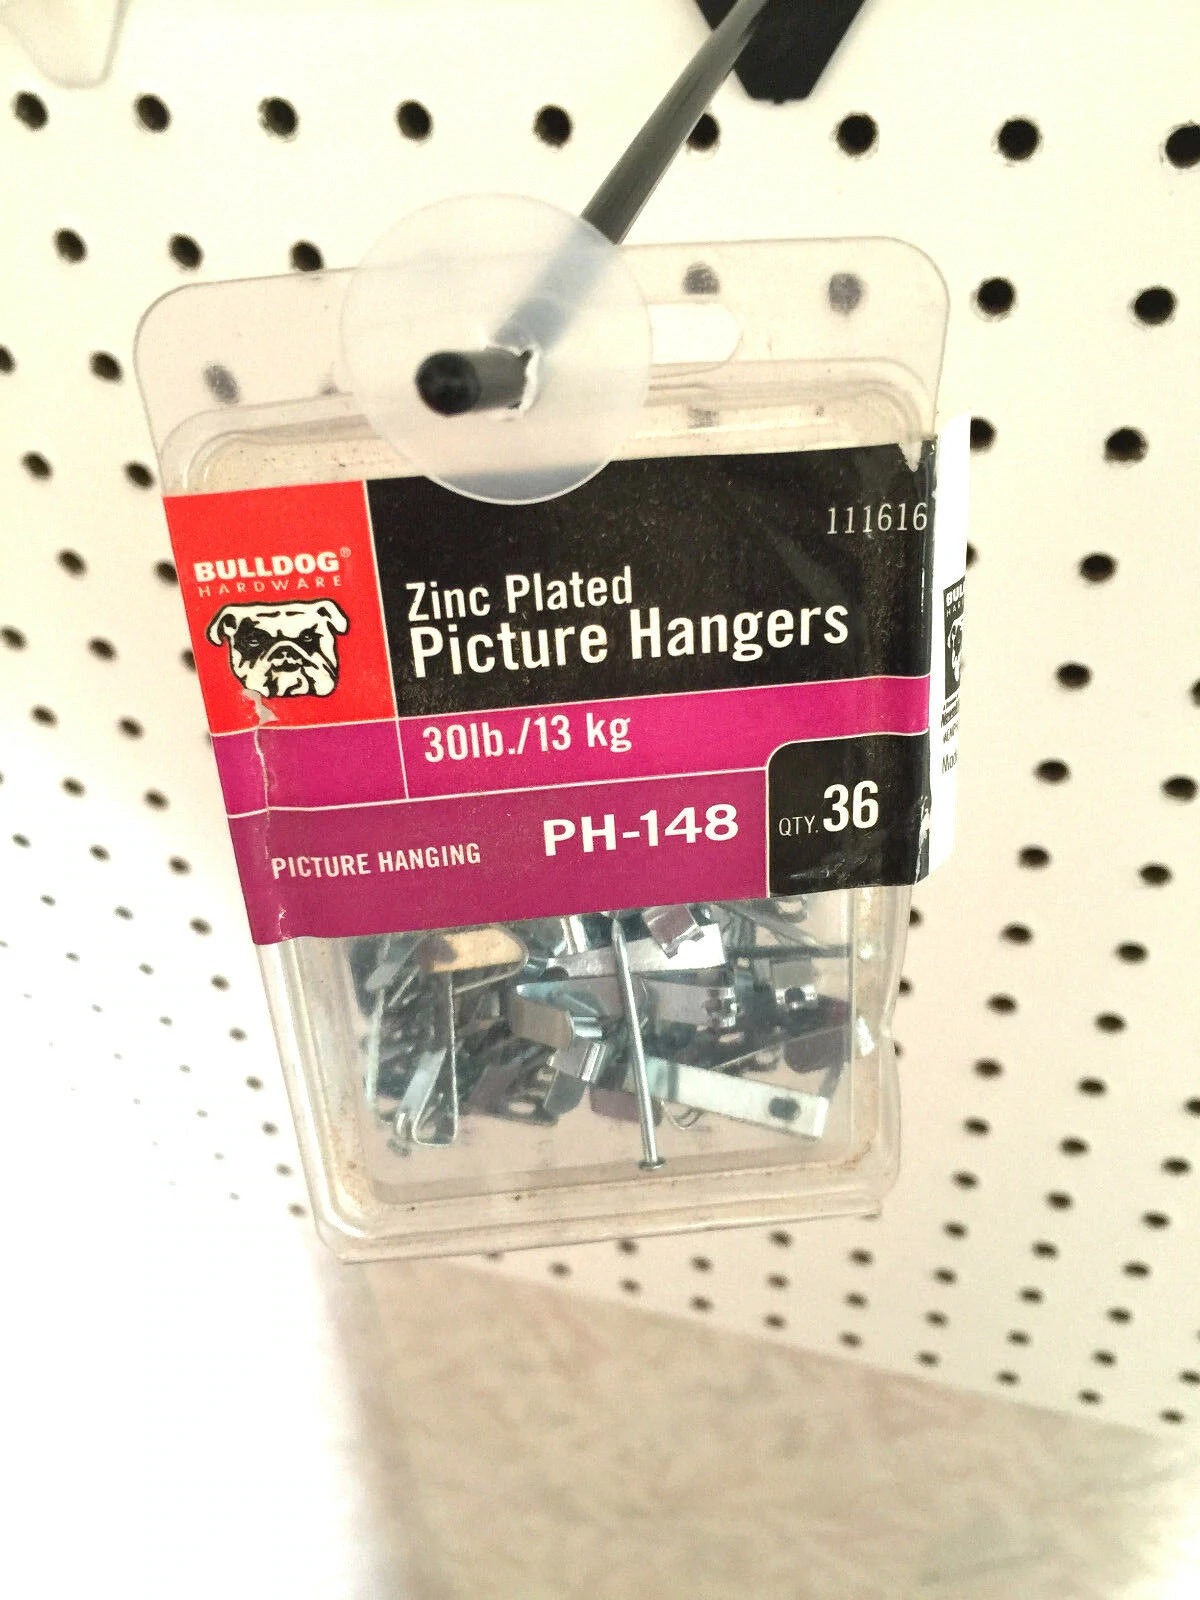 111616
BULLDOG®
HARDWARE
Zinc Plated
Picture Hangers
30lb./13 kg
PICTURE HANGING
PH-148
QTY. 36